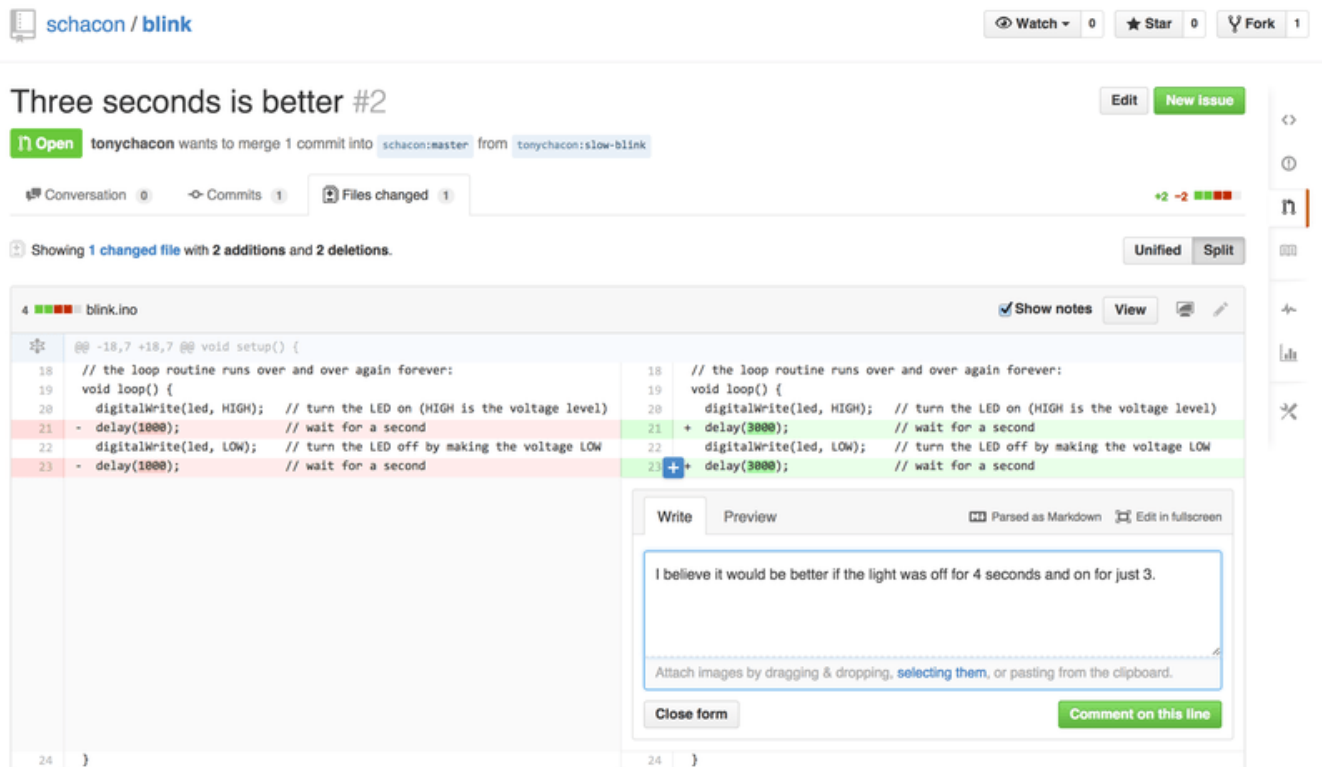 schacon / blink
Watch 0 Star 0 Fork 1
Three seconds is better #2
Edit New issue
Open tonychacon wants to merge 1 commit into schacon:master from tonychacon:slow-blink
Conversation 0 Commits 1 Files changed 1 +2 −2
Showing 1 changed file with 2 additions and 2 deletions.
Unified Split
4 blink.ino Show notes View
@@ -18,7 +18,7 @@ void setup() {
18 // the loop routine runs over and over again forever:
19 void loop() {
20 digitalWrite(led, HIGH); // turn the LED on (HIGH is the voltage level)
21 - delay(1000); // wait for a second
22 digitalWrite(led, LOW); // turn the LED off by making the voltage LOW
23 - delay(1000); // wait for a second
24 }
18 // the loop routine runs over and over again forever:
19 void loop() {
20 digitalWrite(led, HIGH); // turn the LED on (HIGH is the voltage level)
21 + delay(3000); // wait for a second
22 digitalWrite(led, LOW); // turn the LED off by making the voltage LOW
23 + delay(3000); // wait for a second
Write Preview Parsed as Markdown Edit in fullscreen
I believe it would be better if the light was off for 4 seconds and on for just 3.
Attach images by dragging & dropping, selecting them, or pasting from the clipboard.
Close form Comment on this line
24 }